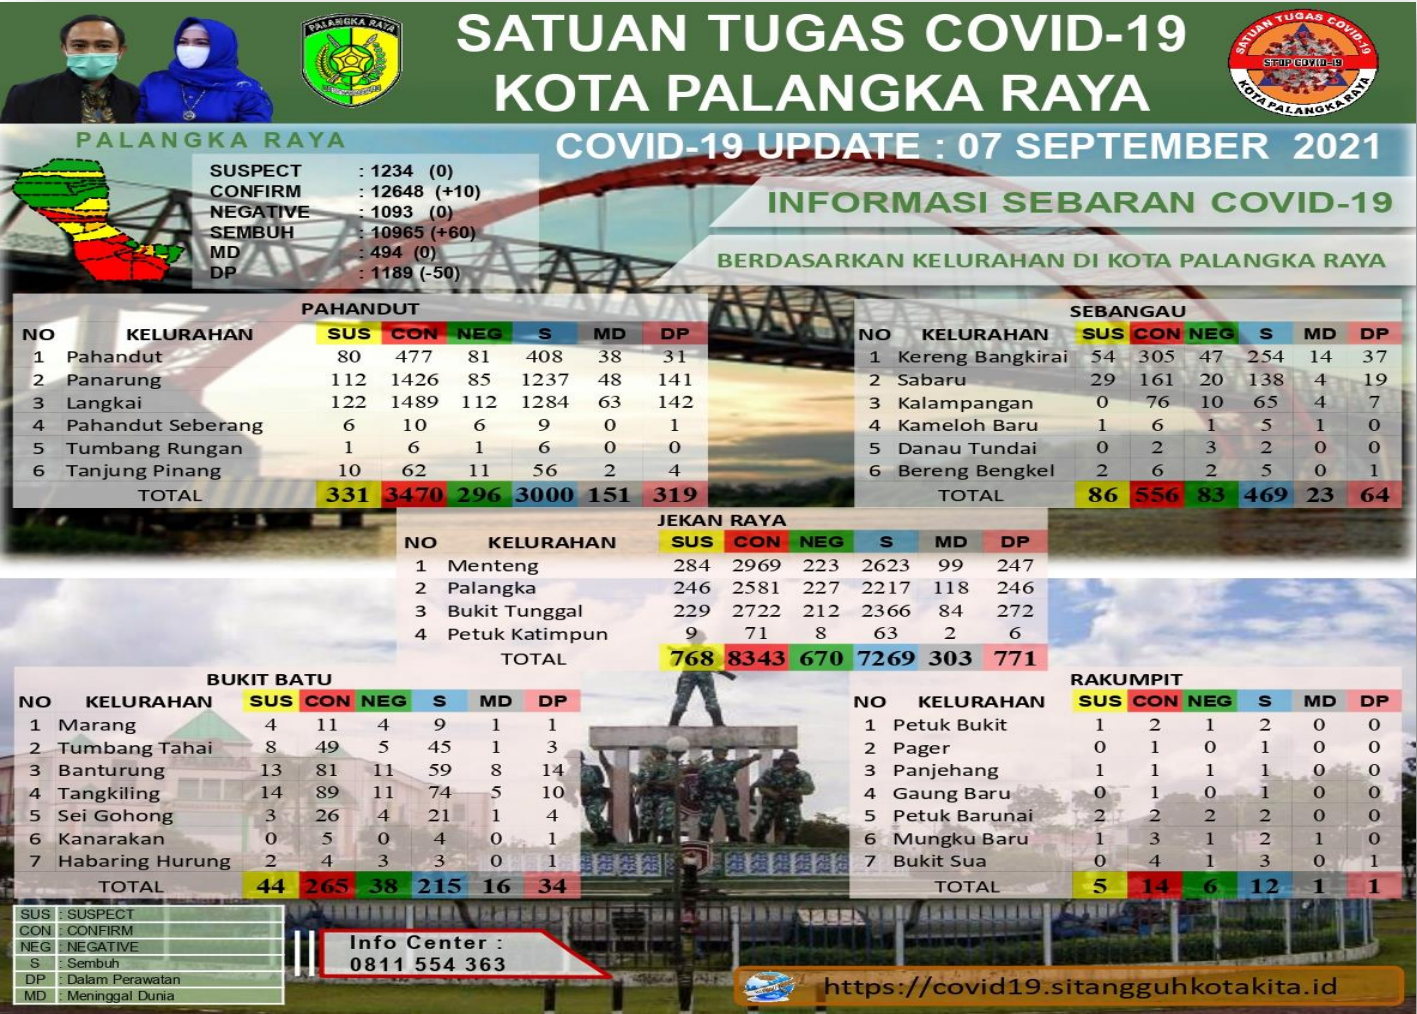 SATUAN TUGAS COVID-19
KOTA PALANGKA RAYA
PALANGKA RAYA
SATUAN TUGAS COVID-19
STOP COVID-19
KOTA PALANGKA RAYA
PALANGKA RAYA
COVID-19 UPDATE : 07 SEPTEMBER 2021
SUSPECT : 1234 (0)
CONFIRM : 12648 (+10)
NEGATIVE : 1093 (0)
SEMBUH : 10965 (+60)
MD : 494 (0)
DP : 1189 (-50)
INFORMASI SEBARAN COVID-19
BERDASARKAN KELURAHAN DI KOTA PALANGKA RAYA
PAHANDUT
NO KELURAHAN SUS CON NEG S MD DP
1 Pahandut 80 477 81 408 38 31
2 Panarung 112 1426 85 1237 48 141
3 Langkai 122 1489 112 1284 63 142
4 Pahandut Seberang 6 10 6 9 0 1
5 Tumbang Rungan 1 6 1 6 0 0
6 Tanjung Pinang 10 62 11 56 2 4
TOTAL 331 3470 296 3000 151 319
SEBANGAU
NO KELURAHAN SUS CON NEG S MD DP
1 Kereng Bangkirai 54 305 47 254 14 37
2 Sabaru 29 161 20 138 4 19
3 Kalampangan 0 76 10 65 4 7
4 Kameloh Baru 1 6 1 5 1 0
5 Danau Tundai 0 2 3 2 0 0
6 Bereng Bengkel 2 6 2 5 0 1
TOTAL 86 556 83 469 23 64
JEKAN RAYA
NO KELURAHAN SUS CON NEG S MD DP
1 Menteng 284 2969 223 2623 99 247
2 Palangka 246 2581 227 2217 118 246
3 Bukit Tunggal 229 2722 212 2366 84 272
4 Petuk Katimpun 9 71 8 63 2 6
TOTAL 768 8343 670 7269 303 771
BUKIT BATU
NO KELURAHAN SUS CON NEG S MD DP
1 Marang 4 11 4 9 1 1
2 Tumbang Tahai 8 49 5 45 1 3
3 Banturung 13 81 11 59 8 14
4 Tangkiling 14 89 11 74 5 10
5 Sei Gohong 3 26 4 21 1 4
6 Kanarakan 0 5 0 4 0 1
7 Habaring Hurung 2 4 3 3 0 1
TOTAL 44 265 38 215 16 34
RAKUMPIT
NO KELURAHAN SUS CON NEG S MD DP
1 Petuk Bukit 1 2 1 2 0 0
2 Pager 0 1 0 1 0 0
3 Panjehang 1 1 1 1 0 0
4 Gaung Baru 0 1 0 1 0 0
5 Petuk Barunai 2 2 2 2 0 0
6 Mungku Baru 1 3 1 2 1 0
7 Bukit Sua 0 4 1 3 0 1
TOTAL 5 14 6 12 1 1
SUS : SUSPECT
CON : CONFIRM
NEG : NEGATIVE
S : Sembuh
DP : Dalam Perawatan
MD : Meninggal Dunia
Info Center :
0811 554 363
https://covid19.sitangguhkotakita.id